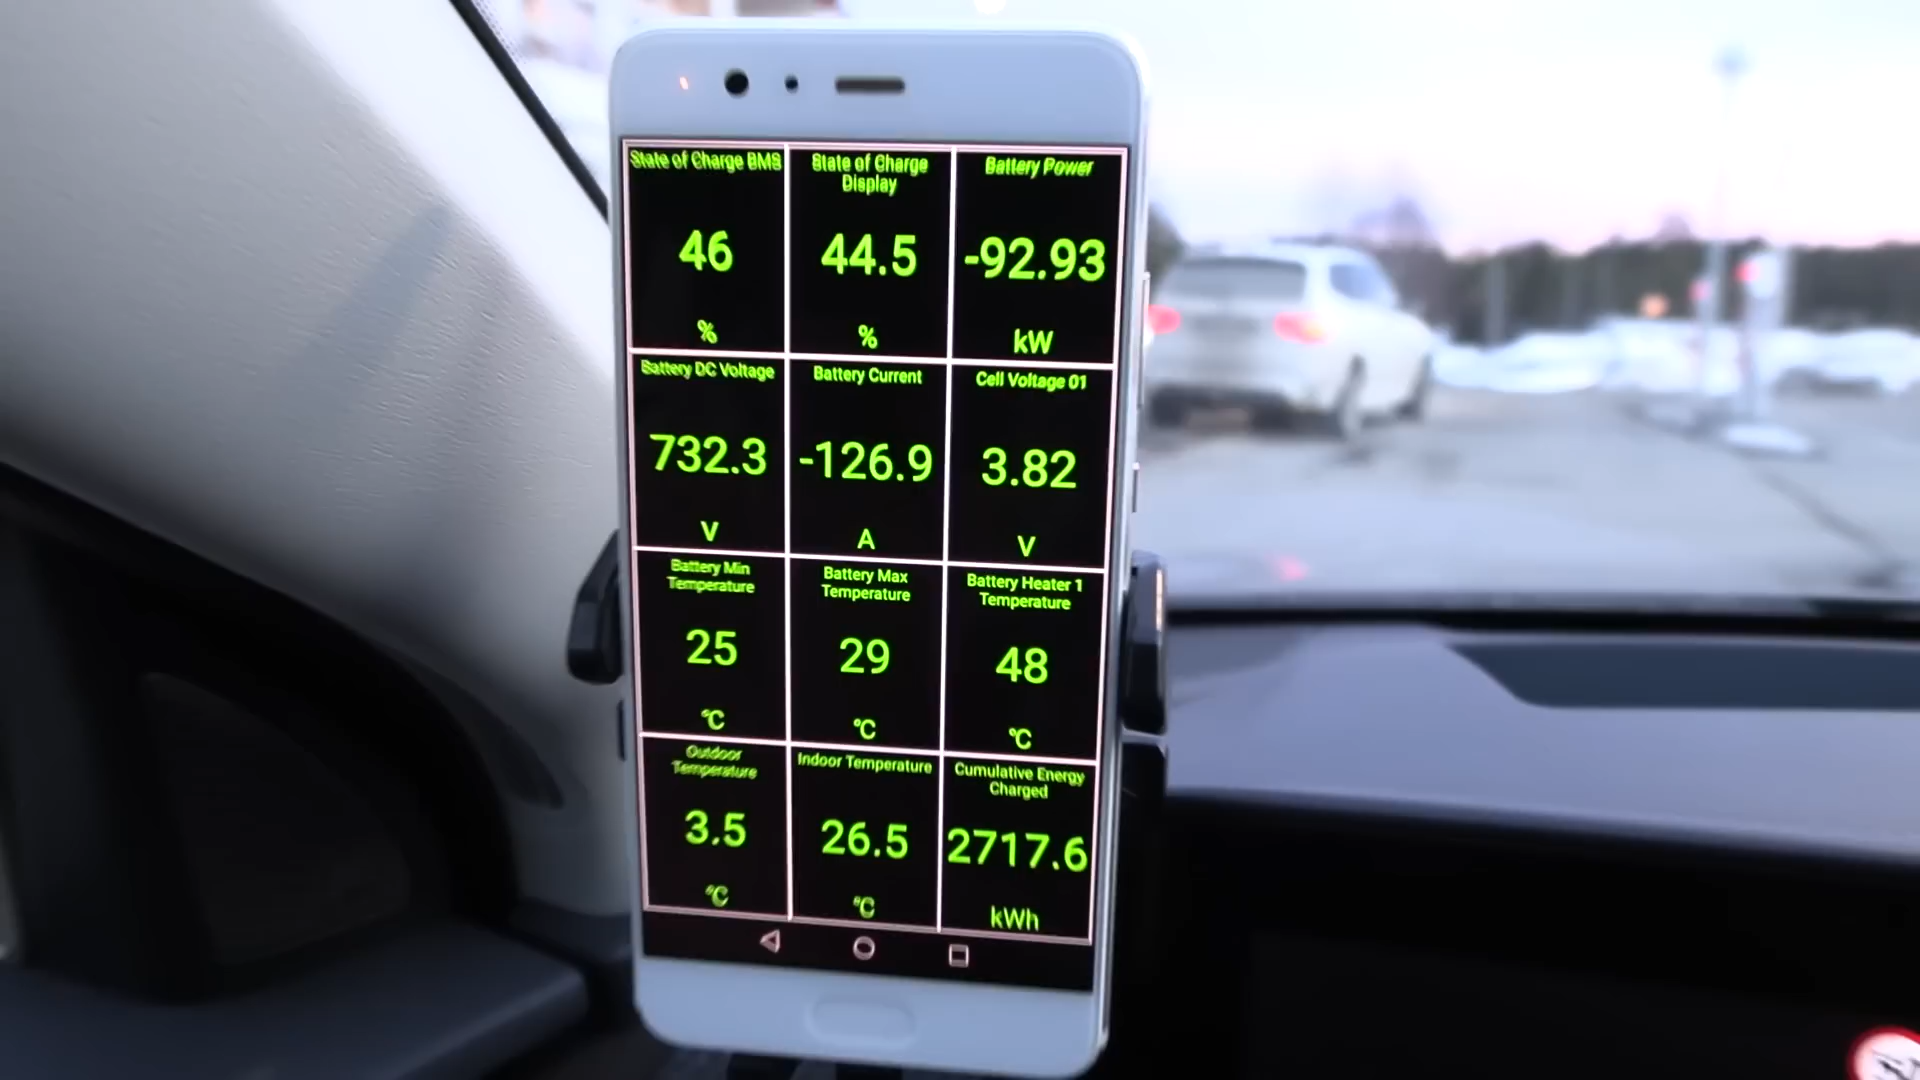 State of Charge BMS
46
%
State of Charge
Display
44.5
%
Battery Power
-92.93
kW
Battery DC Voltage
732.3
V
Battery Current
-126.9
A
Cell Voltage 01
3.82
V
Battery Min
Temperature
25
°C
Battery Max
Temperature
29
°C
Battery Heater 1
Temperature
48
°C
Outdoor
Temperature
3.5
°C
Indoor Temperature
26.5
°C
Cumulative Energy
Charged
2717.6
kWh